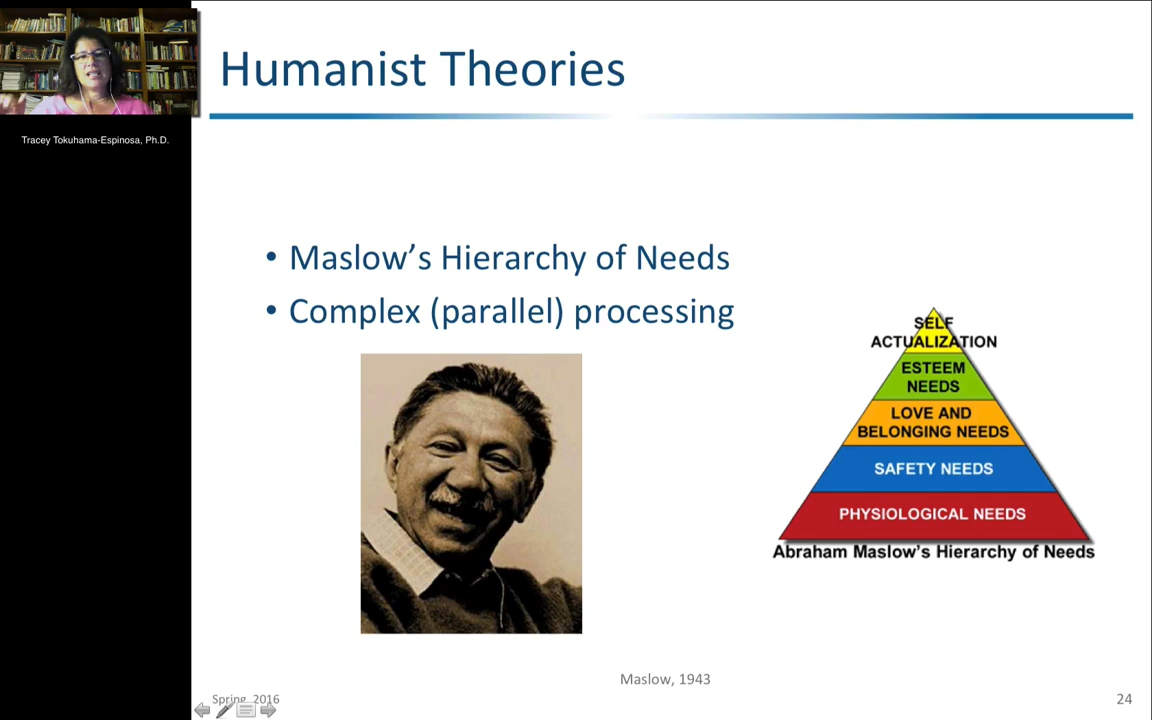 Humanist Theories
Tracey Tokuhama-Espinosa, Ph.D.
• Maslow's Hierarchy of Needs
• Complex (parallel) processing
SELF
ACTUALIZATION
ESTEEM
NEEDS
LOVE AND
BELONGING NEEDS
SAFETY NEEDS
PHYSIOLOGICAL NEEDS
Abraham Maslow's Hierarchy of Needs
Maslow, 1943
Spring, 2016
24